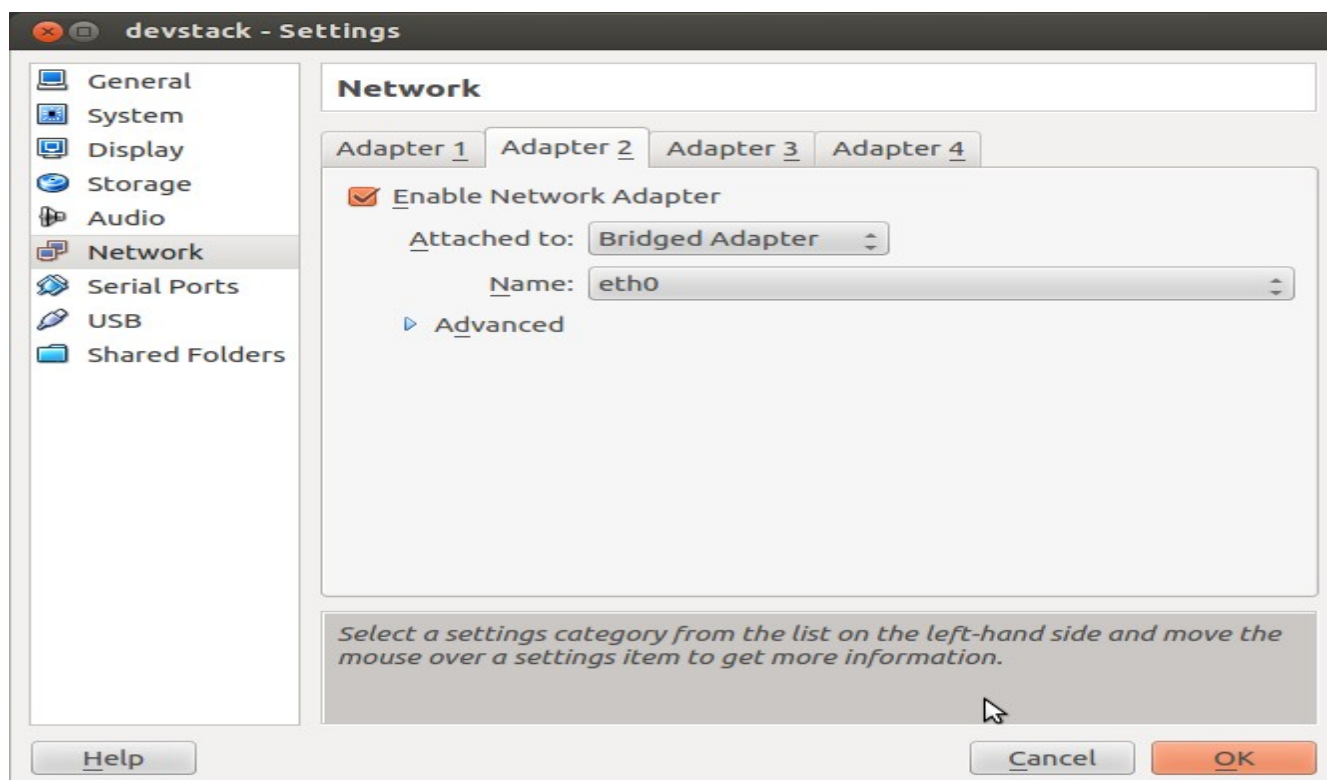 devstack - Settings
General
System
Display
Storage
Audio
Network
Serial Ports
USB
Shared Folders
Network
Adapter 1 Adapter 2 Adapter 3 Adapter 4
Enable Network Adapter
Attached to: Bridged Adapter
Name: eth0
Advanced
Select a settings category from the list on the left-hand side and move the
mouse over a settings item to get more information.
Help Cancel OK